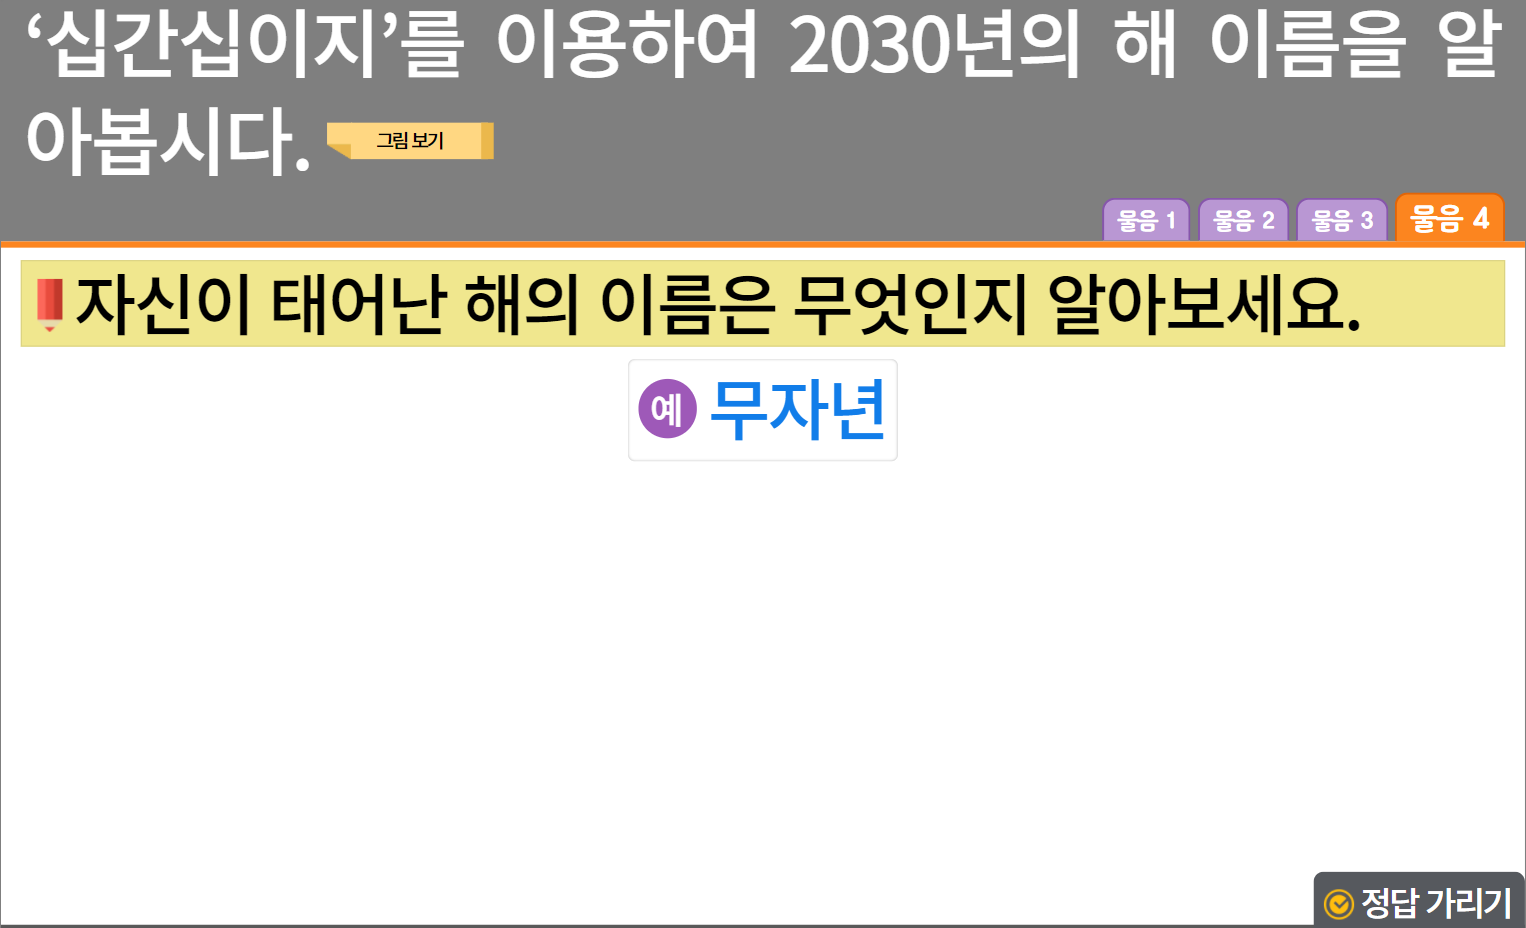 ‘십간십이지’를 이용하여 2030년의 해 이름을 알
아봅시다. 그림 보기
물음 1 물음 2 물음 3 물음 4
자신이 태어난 해의 이름은 무엇인지 알아보세요.
예 무자년
정답 가리기